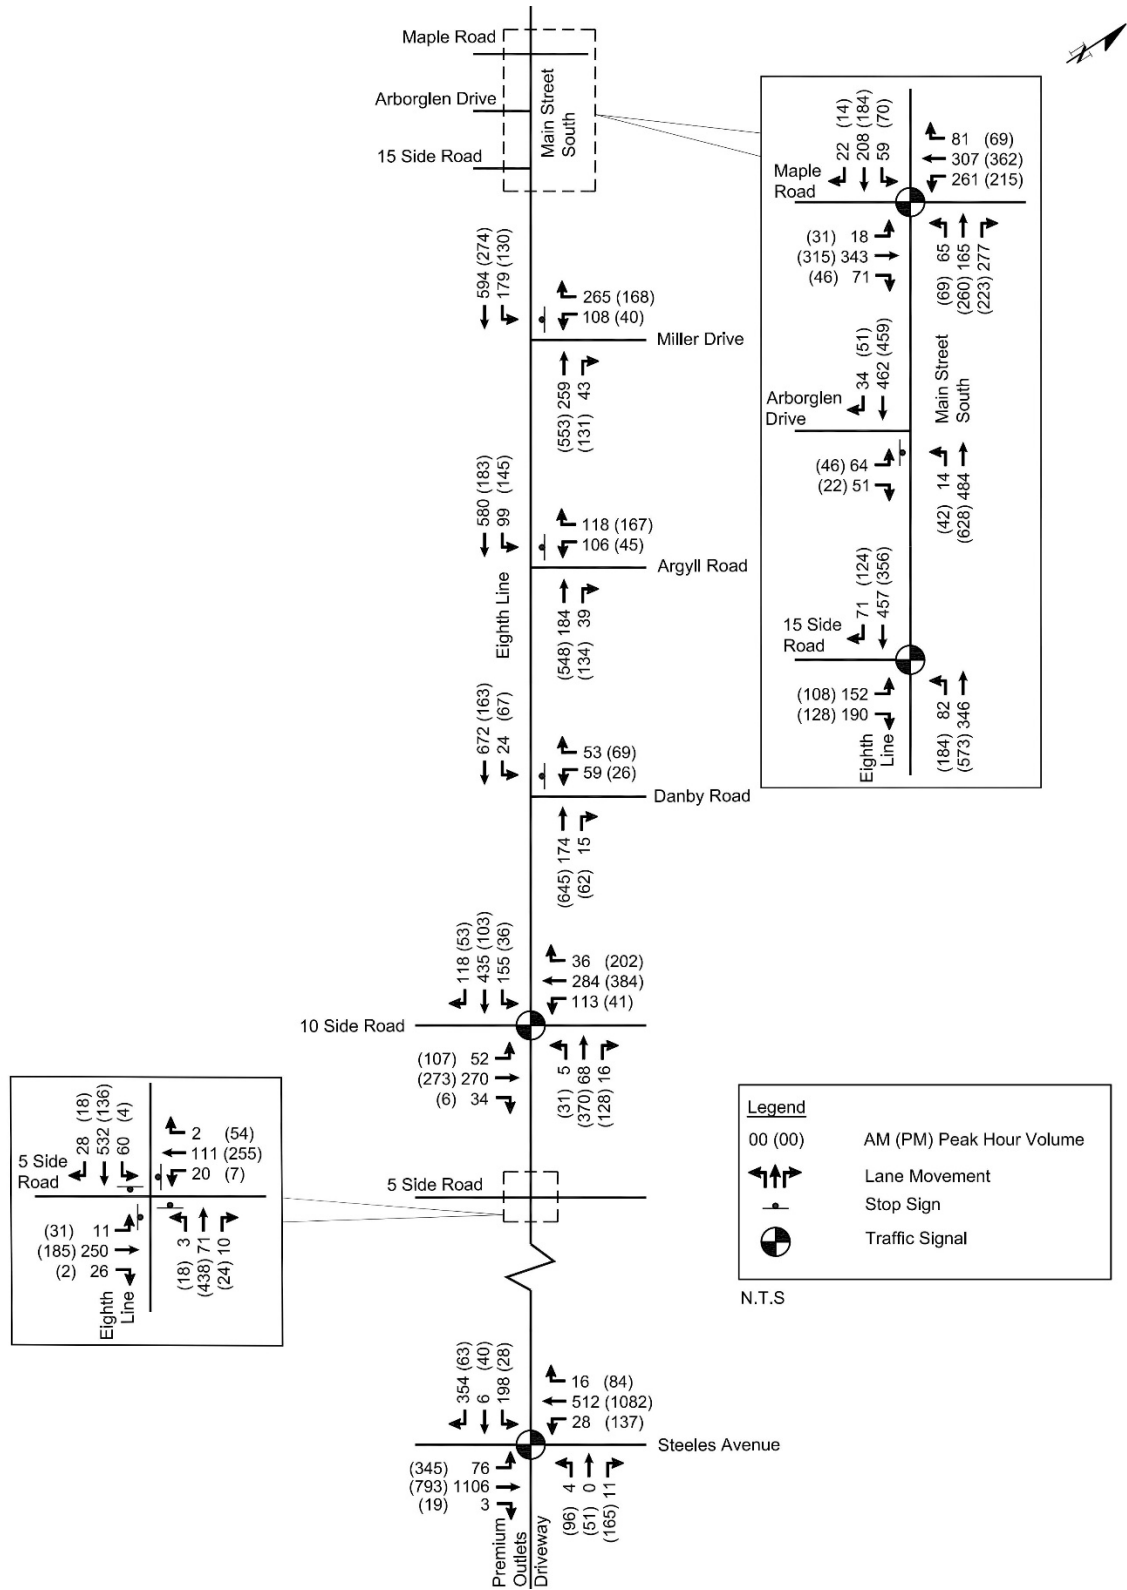 Maple Road
Arborglen Drive
15 Side Road
Main Street
South
N
594 (274)
179 (130)
265 (168)
108 (40)
Miller Drive
(553) 259
(131) 43
580 (183)
99 (145)
118 (167)
106 (45)
Argyll Road
Eighth Line
(548) 184
(134) 39
672 (163)
24 (67)
53 (69)
59 (26)
Danby Road
(645) 174
(62) 15
118 (53)
435 (103)
155 (36)
36 (202)
284 (384)
113 (41)
10 Side Road
(107) 52
(273) 270
(6) 34
(31) 5
(370) 68
(128) 16
5 Side Road
354 (63)
6 (40)
198 (28)
16 (84)
512 (1082)
28 (137)
Steeles Avenue
(345) 76
(793) 1106
(19) 3
(96) 4
(51) 0
(165) 11
Premium
Outlets
Driveway
22 (14)
208 (184)
59 (70)
81 (69)
307 (362)
261 (215)
Maple
Road
(31) 18
(315) 343
(46) 71
(69) 65
(260) 165
(223) 277
34 (51)
462 (459)
Main Street
South
Arborglen
Drive
(46) 64
(22) 51
(42) 14
(628) 484
71 (124)
457 (356)
15 Side
Road
(108) 152
(128) 190
Eighth
Line
(184) 82
(573) 346
28 (18)
532 (136)
60 (4)
2 (54)
111 (255)
20 (7)
5 Side
Road
(31) 11
(185) 250
(2) 26
(18) 3
(438) 71
(24) 10
Eighth
Line
Legend
00 (00) AM (PM) Peak Hour Volume
Lane Movement
Stop Sign
Traffic Signal
N.T.S